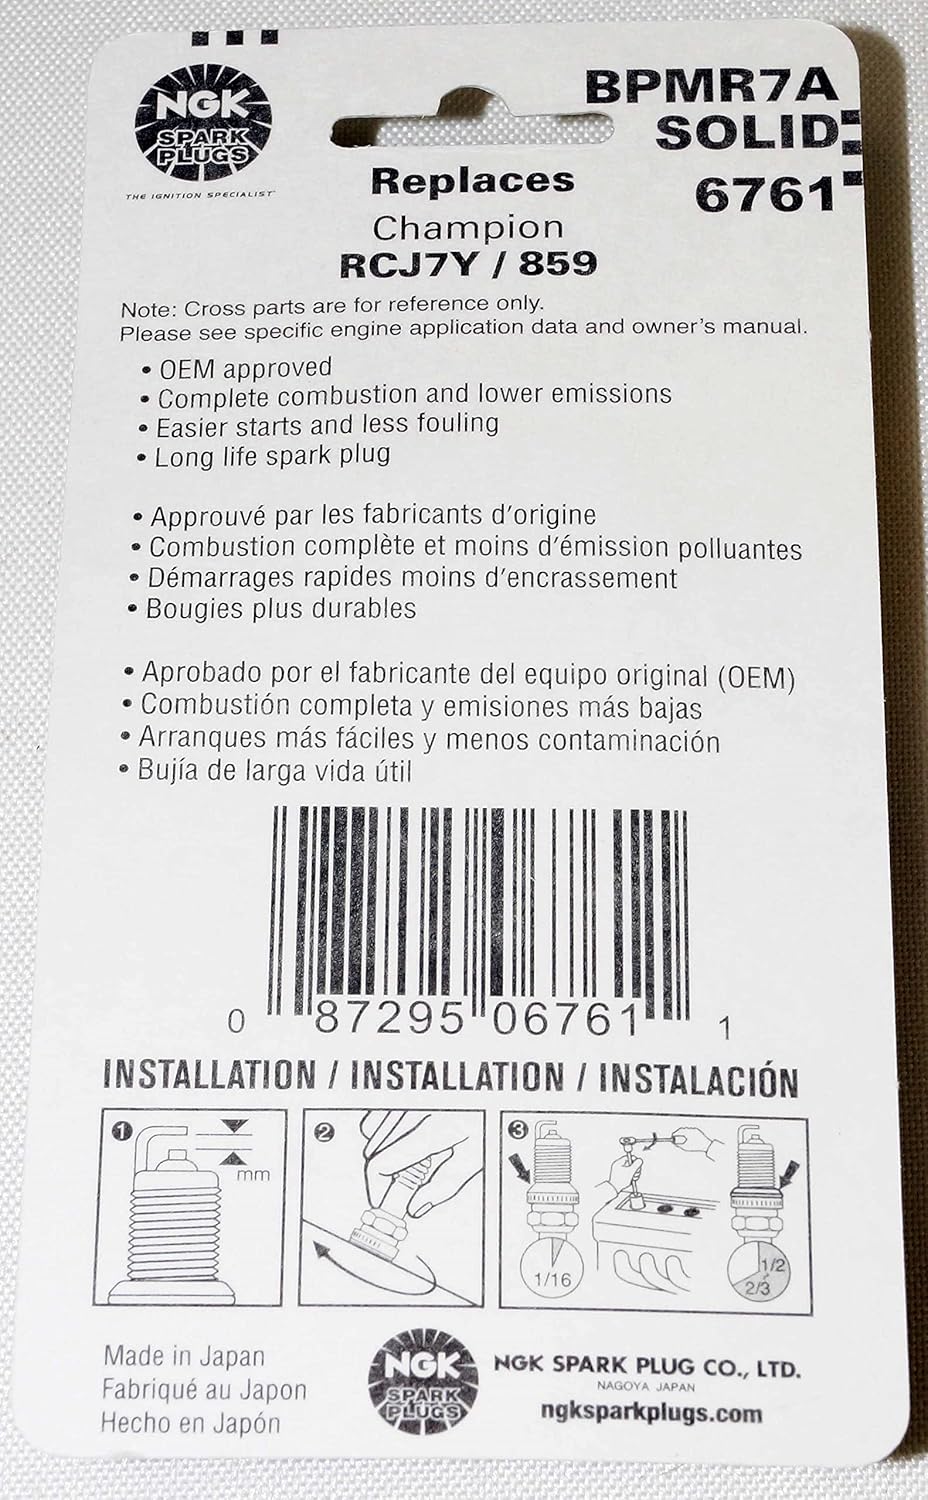 NGK
SPARK
PLUGS
THE IGNITION SPECIALIST
BPMR7A
SOLID
6761
Replaces
Champion
RCJ7Y / 859
Note: Cross parts are for reference only.
Please see specific engine application data and owner's manual.
• OEM approved
• Complete combustion and lower emissions
• Easier starts and less fouling
• Long life spark plug
• Approuvé par les fabricants d'origine
• Combustion complète et moins d'émission polluantes
• Démarrages rapides moins d'encrassement
• Bougies plus durables
• Aprobado por el fabricante del equipo original (OEM)
• Combustión completa y emisiones más bajas
• Arranques más fáciles y menos contaminación
• Bujía de larga vida útil
0 87295 06761 1
INSTALLATION / INSTALLATION / INSTALACIÓN
1
mm
2
3
1/16
1/2
2/3
Made in Japan
Fabriqué au Japon
Hecho en Japón
NGK
SPARK
PLUGS
NGK SPARK PLUG CO., LTD.
NAGOYA JAPAN
ngksparkplugs.com